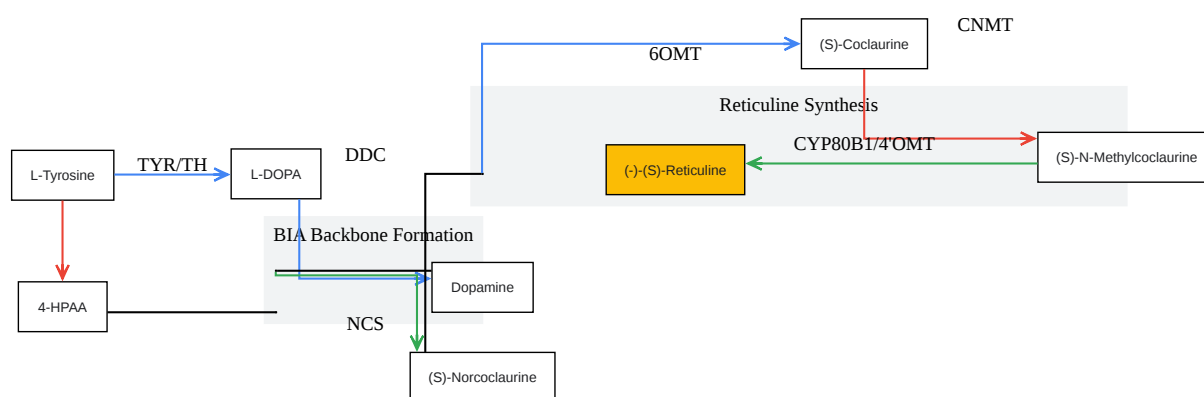 (S)-Coclaurine
CNMT
6OMT
Reticuline Synthesis
CYP80B1/4'OMT
(S)-N-Methylcoclaurine
(-)-(S)-Reticuline
L-Tyrosine
TYR/TH
L-DOPA
DDC
BIA Backbone Formation
4-HPAA
Dopamine
NCS
(S)-Norcoclaurine